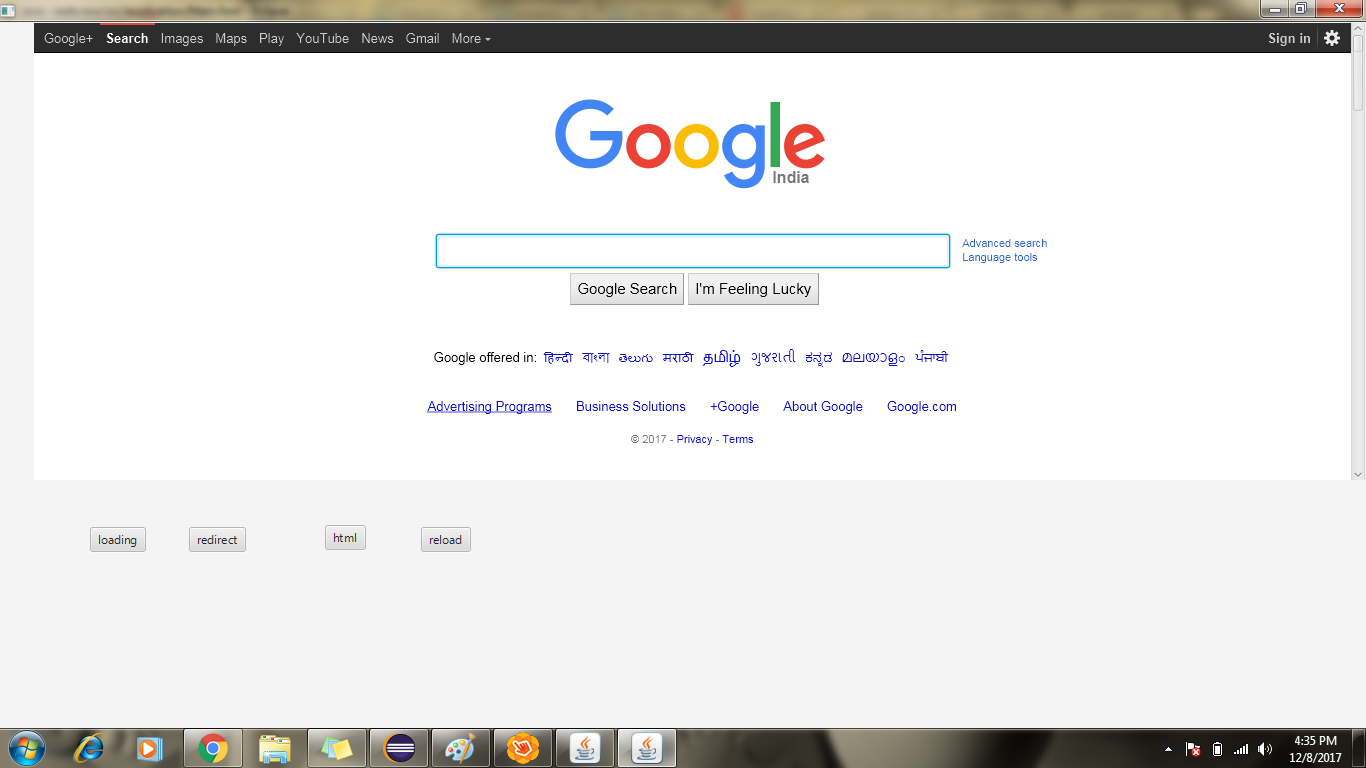 Google+ Search Images Maps Play YouTube News Gmail More Sign in
Google
India
Advanced search
Language tools
Google Search I'm Feeling Lucky
Google offered in: हिन्दी বাংলা తెలుగు मराठी தமிழ் ગુજરાતી ಕನ್ನಡ മലയാളം ਪੰਜਾਬੀ
Advertising Programs Business Solutions +Google About Google Google.com
© 2017 - Privacy - Terms
loading redirect html reload
4:35 PM
12/8/2017